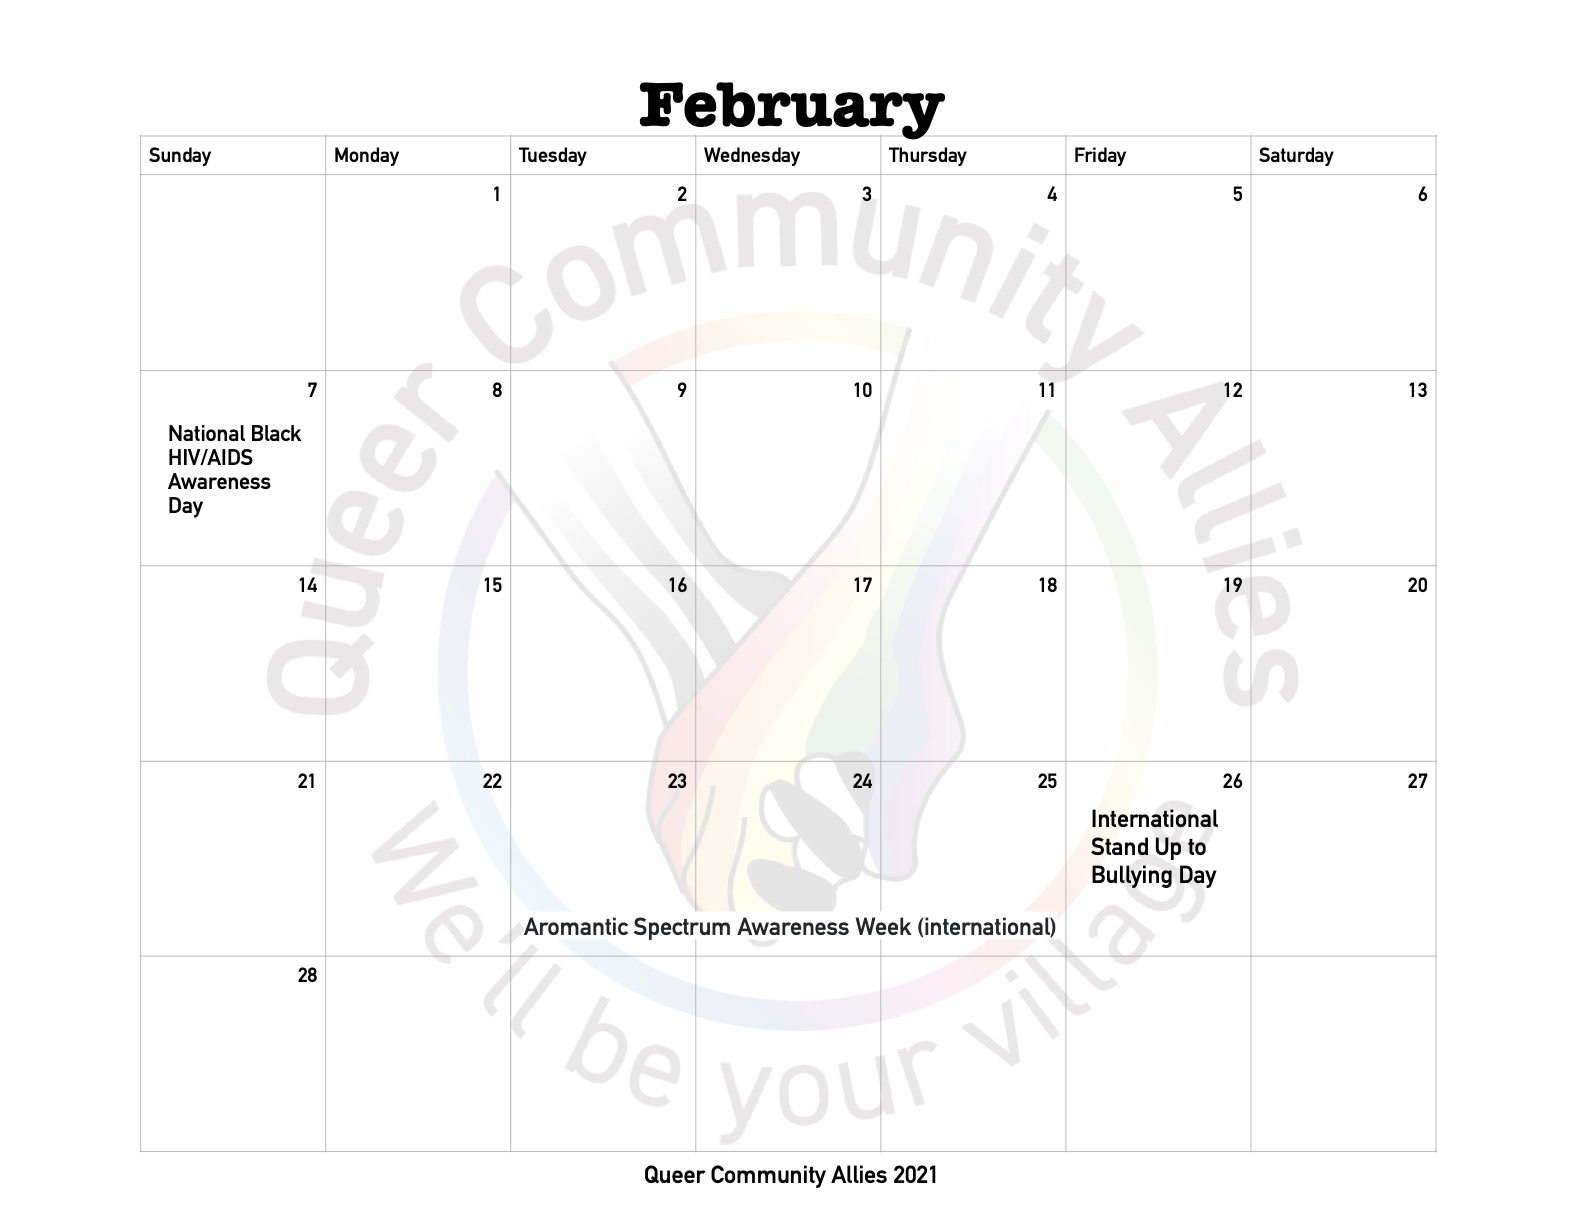 February
Sunday Monday Tuesday Wednesday Thursday Friday Saturday
1 2 3 4 5 6
7 8 9 10 11 12 13
National Black
HIV/AIDS
Awareness
Day
14 15 16 17 18 19 20
21 22 23 24 25 26 27
International
Stand Up to
Bullying Day
Aromantic Spectrum Awareness Week (international)
28
Queer Community Allies
We'll be your village
Queer Community Allies 2021